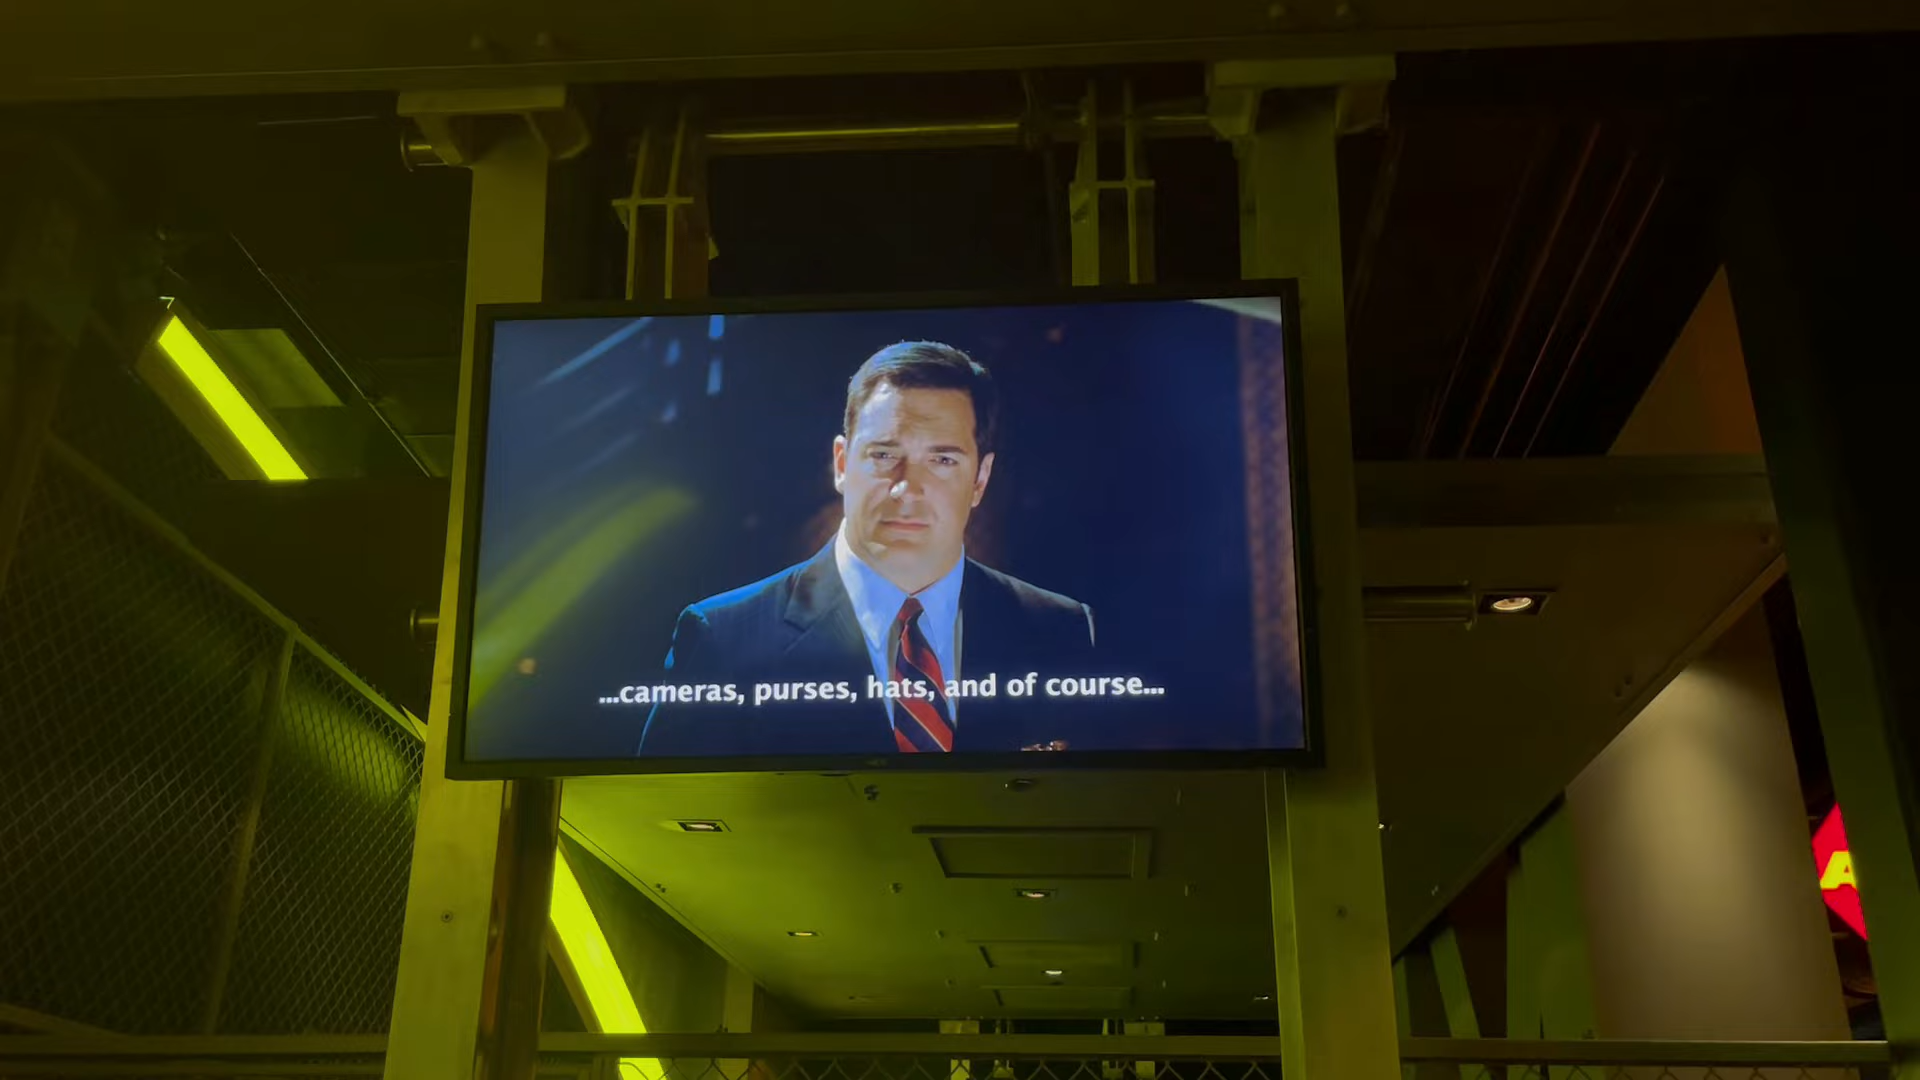 ...cameras, purses, hats, and of course...
A